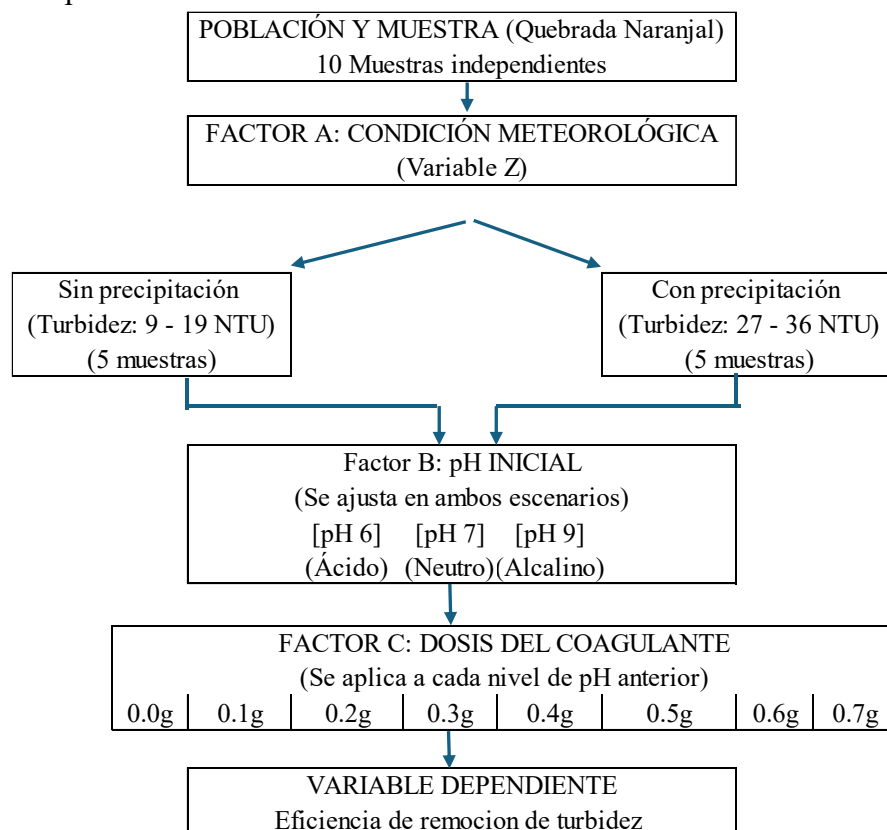 POBLACIÓN Y MUESTRA (Quebrada Naranjal)
10 Muestras independientes
FACTOR A: CONDICIÓN METEOROLÓGICA
(Variable Z)
Sin precipitación
(Turbidez: 9 - 19 NTU)
(5 muestras)
Con precipitación
(Turbidez: 27 - 36 NTU)
(5 muestras)
Factor B: pH INICIAL
(Se ajusta en ambos escenarios)
[pH 6] [pH 7] [pH 9]
(Ácido) (Neutro)(Alcalino)
FACTOR C: DOSIS DEL COAGULANTE
(Se aplica a cada nivel de pH anterior)
0.0g 0.1g 0.2g 0.3g 0.4g 0.5g 0.6g 0.7g
VARIABLE DEPENDIENTE
Eficiencia de remocion de turbidez